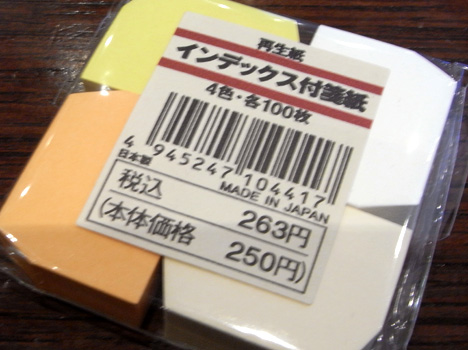 再生紙
インデックス付箋紙
4色・各100枚
4 945247 104417
日本製
MADE IN JAPAN
税込 263円
(本体価格 250円)